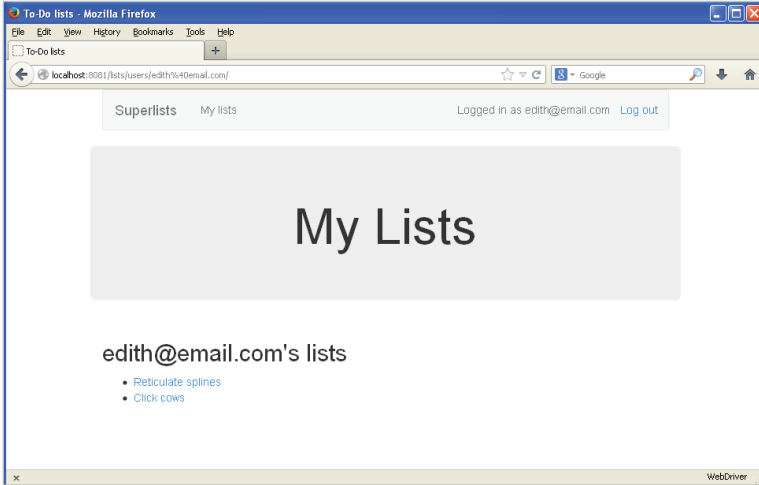 To-Do lists - Mozilla Firefox
File Edit View History Bookmarks Tools Help
To-Do lists +
localhost:8081/lists/users/edith%40email.com/ 8 Google
Superlists My lists Logged in as edith@email.com Log out
My Lists
edith@email.com's lists
• Reticulate splines
• Click cows
x WebDriver